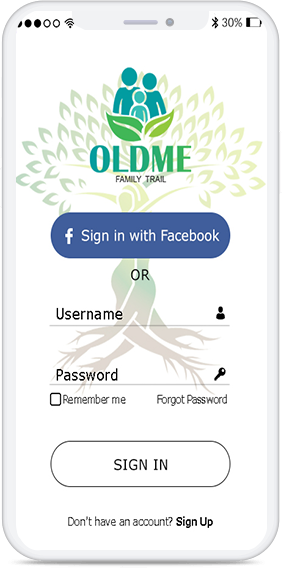 30%
OLDME
FAMILY TRAIL
f Sign in with Facebook
OR
Username
Password
Remember me Forgot Password
SIGN IN
Don't have an account? Sign Up